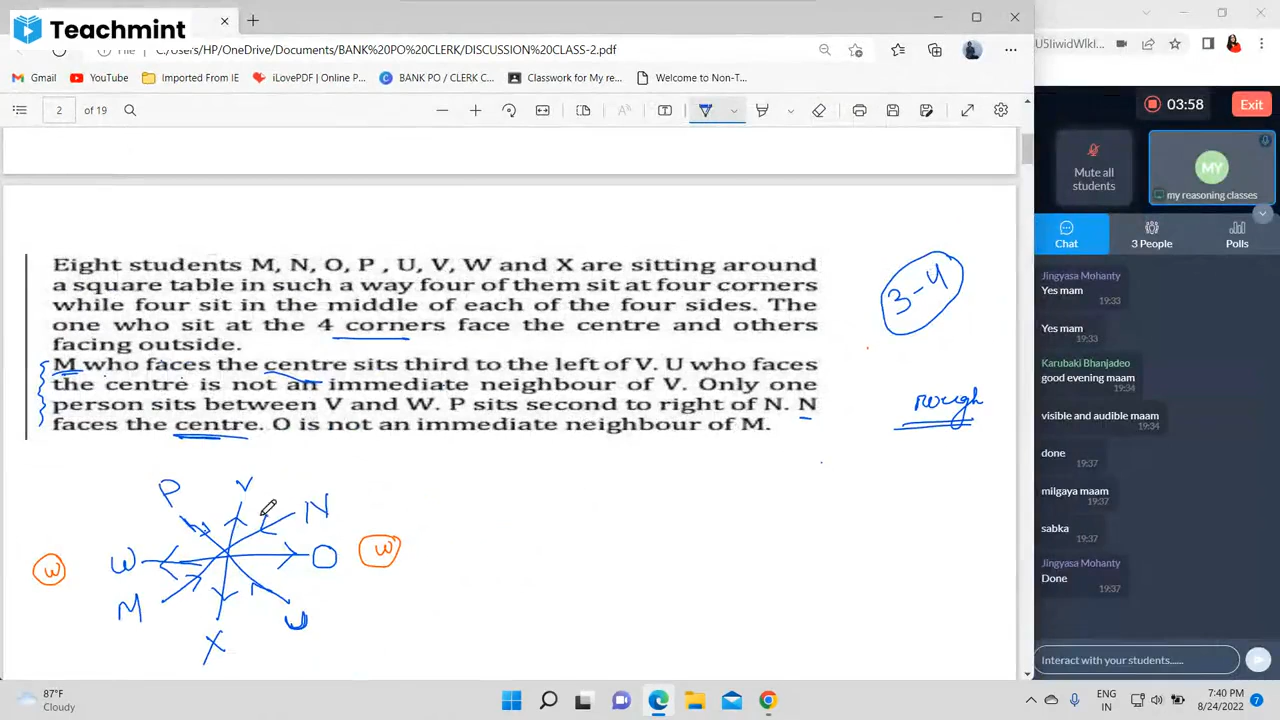 Teachmint
C:/Users/HP/OneDrive/Documents/BANK%20PO%20CLERK/DISCUSSION%20CLASS-2.pdf
Gmail
YouTube
Imported From IE
iLovePDF | Online P...
BANK PO / CLERK C...
Classwork for My re...
Welcome to Non-T...
2 of 19
03:58
Exit
Mute all
students
MY
my reasoning classes
Chat
3 People
Polls
Eight students M, N, O, P , U, V, W and X are sitting around
a square table in such a way four of them sit at four corners
while four sit in the middle of each of the four sides. The
one who sit at the 4 corners face the centre and others
facing outside.
M who faces the centre sits third to the left of V. U who faces
the centre is not an immediate neighbour of V. Only one
person sits between V and W. P sits second to right of N. N
faces the centre. O is not an immediate neighbour of M.
3-4
rough
P
V
N
W
W
O
W
M
U
X
Jingyasa Mohanty
Yes mam
19:33
Yes mam
19:33
Karubaki Bhanjadeo
good evening maam
19:34
visible and audible maam
19:34
done
19:37
milgaya maam
19:37
sabka
19:37
Done
19:37
Interact with your students......
87°F
Cloudy
ENG
IN
7:40 PM
8/24/2022
7